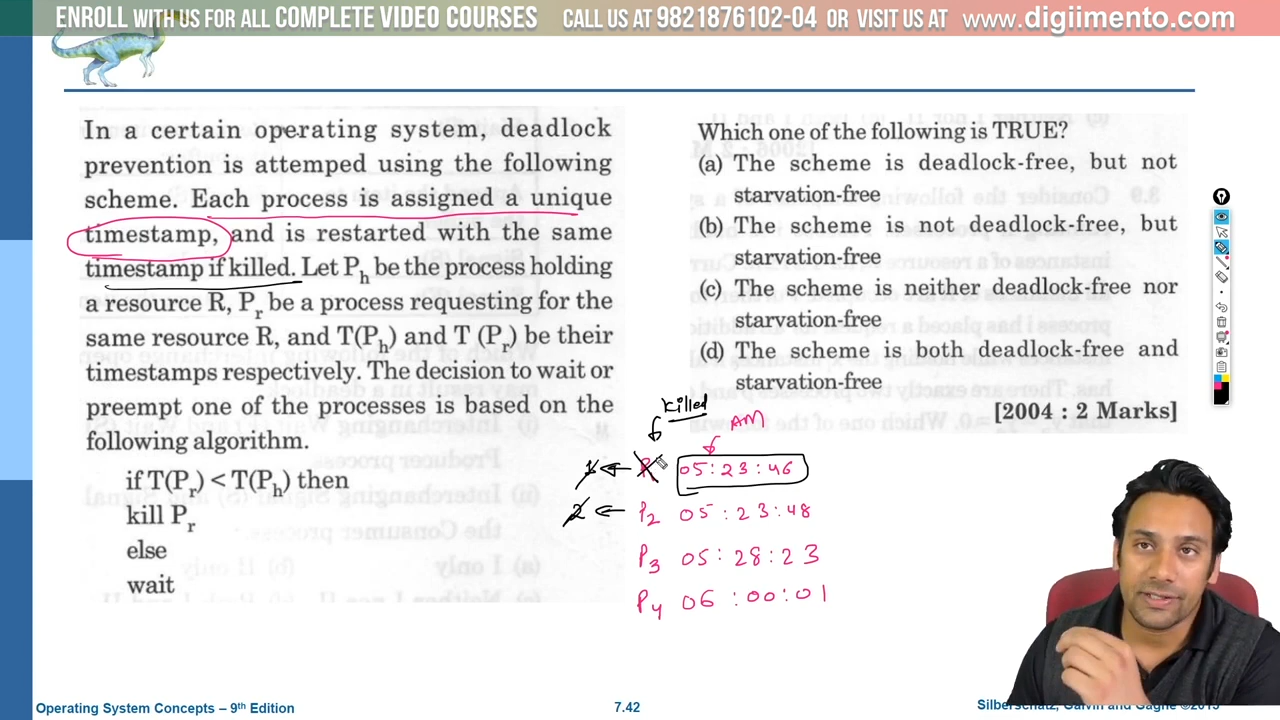 ENROLL WITH US FOR ALL COMPLETE VIDEO COURSES CALL US AT 9821876102-04 OR VISIT US AT www.digiimento.com
In a certain operating system, deadlock
prevention is attemped using the following
scheme. Each process is assigned a unique
timestamp, and is restarted with the same
timestamp if killed. Let Pₕ be the process holding
a resource R, Pᵣ be a process requesting for the
same resource R, and T(Pₕ) and T (Pᵣ) be their
timestamps respectively. The decision to wait or
preempt one of the processes is based on the
following algorithm.
if T(Pᵣ) < T(Pₕ) then
kill Pᵣ
else
wait
Which one of the following is TRUE?
(a) The scheme is deadlock-free, but not
starvation-free
(b) The scheme is not deadlock-free, but
starvation-free
(c) The scheme is neither deadlock-free nor
starvation-free
(d) The scheme is both deadlock-free and
starvation-free
[2004 : 2 Marks]
Killed
AM
1 ← 05:23:46
2 ← P₂ 05:23:48
P₃ 05:28:23
P₄ 06:00:01
Operating System Concepts – 9th Edition
7.42
Silberschatz, Galvin and Gagne ©